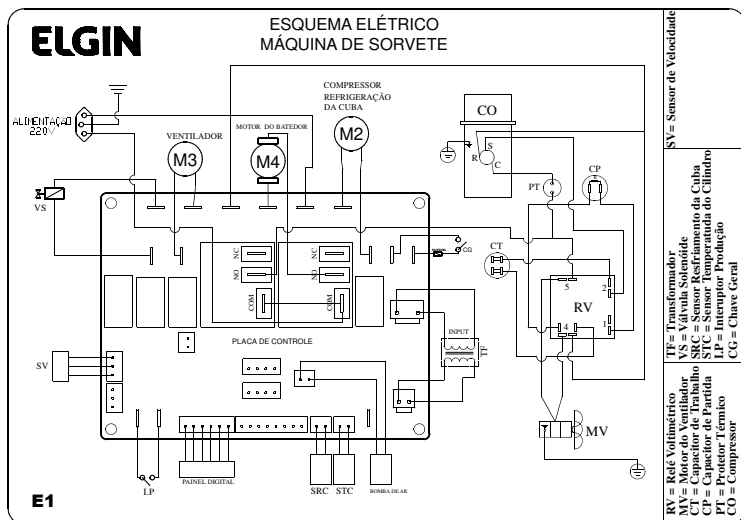 ELGIN
ESQUEMA ELÉTRICO
MÁQUINA DE SORVETE
ALIMENTAÇAO
220V
VENTILADOR
M3
MOTOR DO BATEDOR
M4
COMPRESSOR
REFRIGERAÇÃO
DA CUBA
M2
CO
S
R
C
PT
CP
VS
NC
NO
COM
NC
NO
COM
CG
CT
5
2
RV
4
1
PLACA DE CONTROLE
INPUT
TF
SV
MV
I.P
PAINEL DIGITAL
SRC
STC
BOMBA DE AR
E1
SV= Sensor de Velocidade
TF= Transformador
VS = Válvula Solenóide
SRC = Sensor Resfriamento da Cuba
STC = Sensor Temperatuda do Cilindro
I.P = Interuptor Produção
CG = Chave Geral
RV = Relé Voltimétrico
MV= Motor do Ventilador
CT = Capacitor de Trabalho
CP = Capacitor de Partida
PT = Protetor Térmico
CO = Compressor